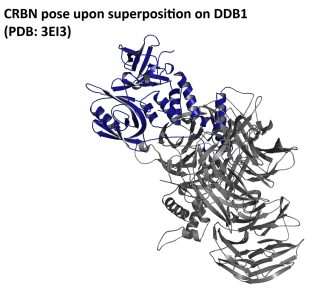 CRBN pose upon superposition on DDB1
(PDB: 3EI3)